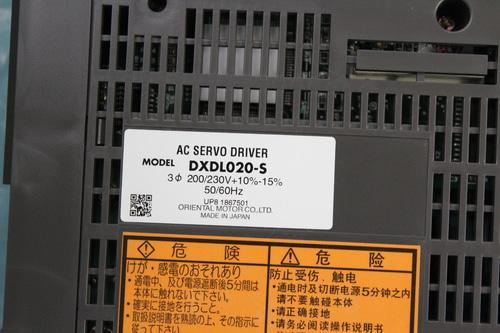 AC SERVO DRIVER
MODEL DXDL020-S
3Φ 200/230V+10%-15%
50/60Hz
UP8 1867501
ORIENTAL MOTOR CO.,LTD.
MADE IN JAPAN
危険
けが・感電のおそれあり
・通電中、及び電源遮断後5分間は
本体に触れないで下さい。
・確実に接地を行うこと。
・取扱説明書を熟読の上、その指示に
従って下さい
危险
防止受伤、触电
・通电时及切断电源5分钟之内
请不要触碰本体
・请正确接地
・请务必阅读操作说明书